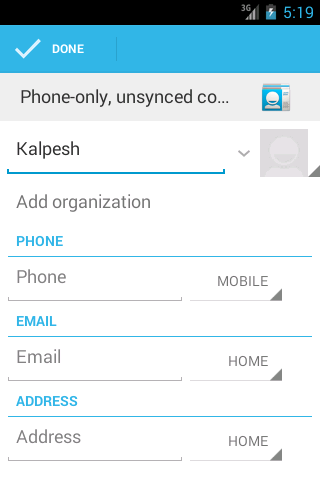 3G 5:19
DONE
Phone-only, unsynced co...
Kalpesh
Add organization
PHONE
Phone MOBILE
EMAIL
Email HOME
ADDRESS
Address HOME